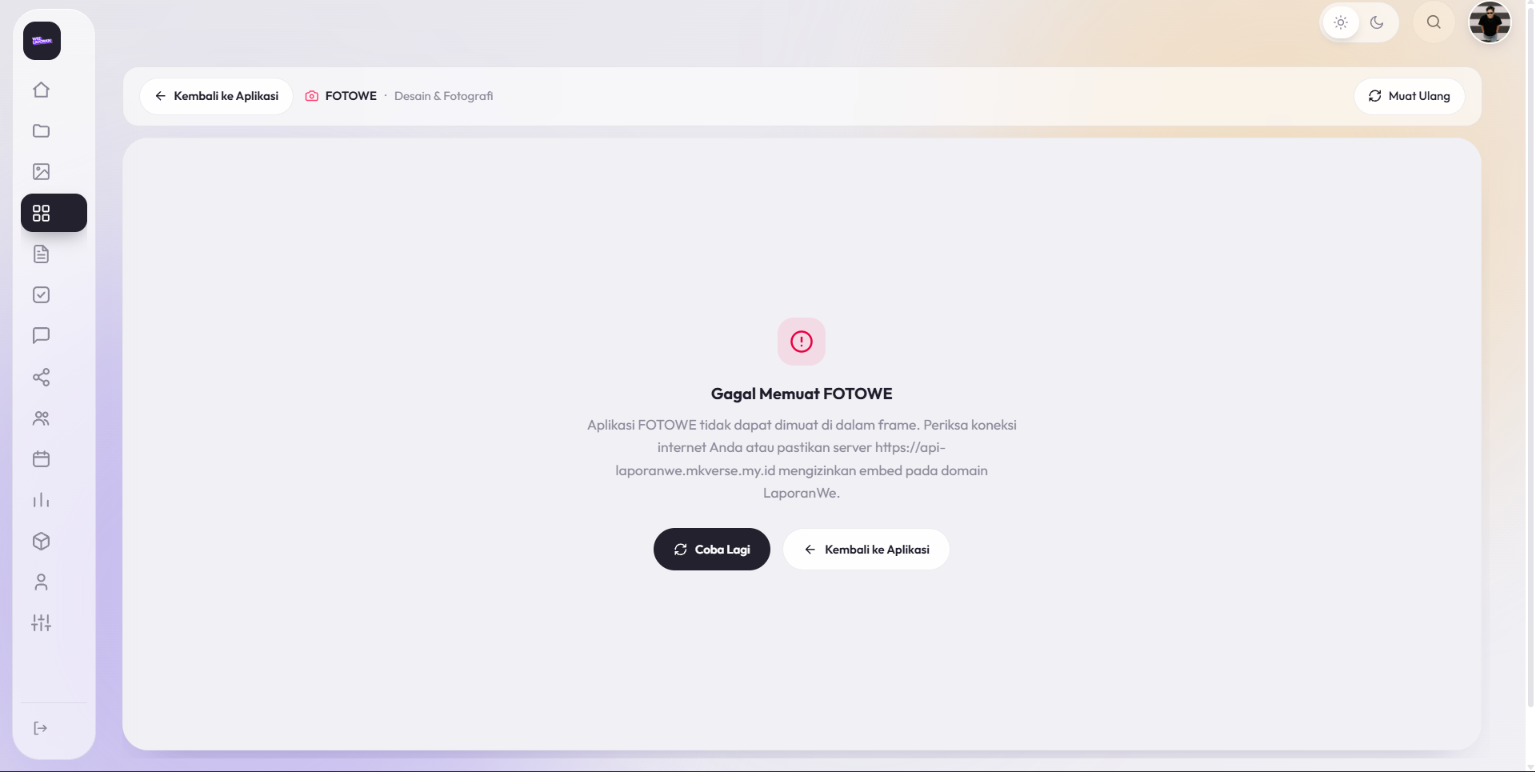 Kembali ke Aplikasi
FOTOWE · Desain & Fotografi
Muat Ulang
Gagal Memuat FOTOWE
Aplikasi FOTOWE tidak dapat dimuat di dalam frame. Periksa koneksi
internet Anda atau pastikan server https://api-
laporanwe.mkverse.my.id mengizinkan embed pada domain
LaporanWe.
Coba Lagi
Kembali ke Aplikasi